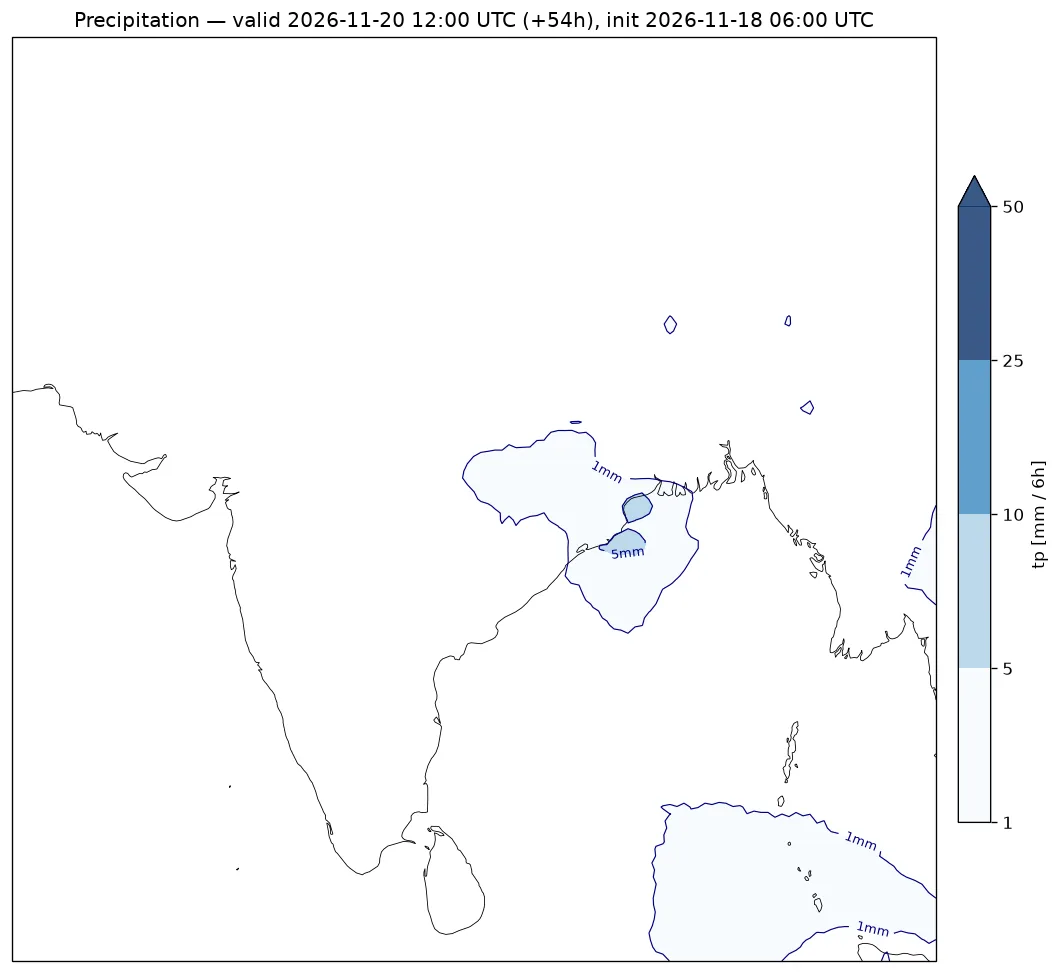 Precipitation — valid 2026-11-20 12:00 UTC (+54h), init 2026-11-18 06:00 UTC
50
25
10
5
1
tp [mm / 6h]
1mm
5mm
1mm
1mm
1mm